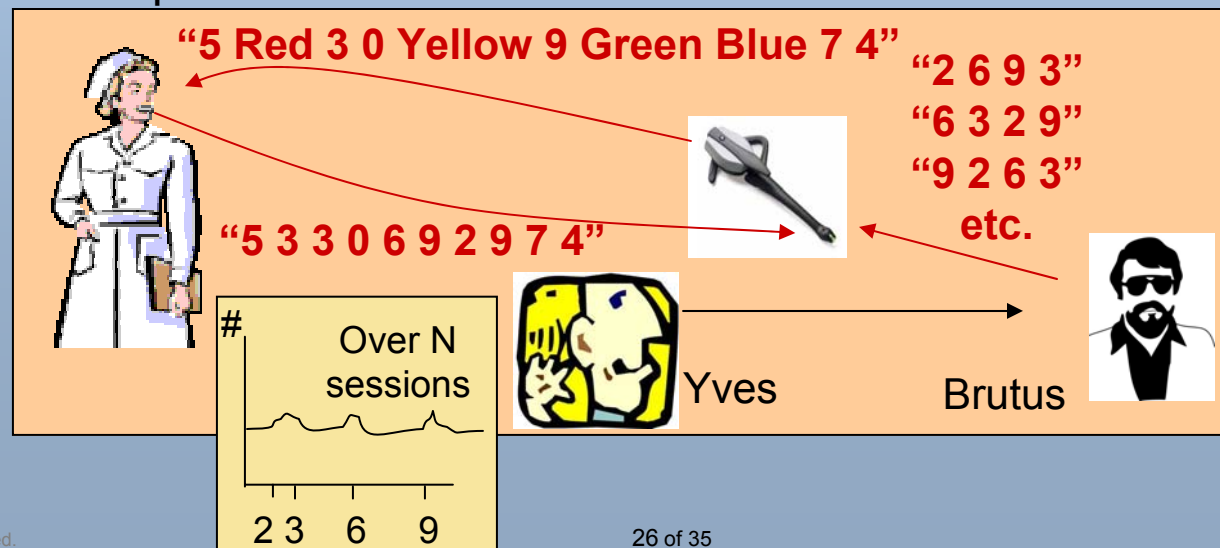 “5 Red 3 0 Yellow 9 Green Blue 7 4”
“2 6 9 3”
“6 3 2 9”
“9 2 6 3”
etc.
“5 3 3 0 6 9 2 9 7 4”
#
Over N
sessions
2 3 6 9
Yves
Brutus
ed.
26 of 35